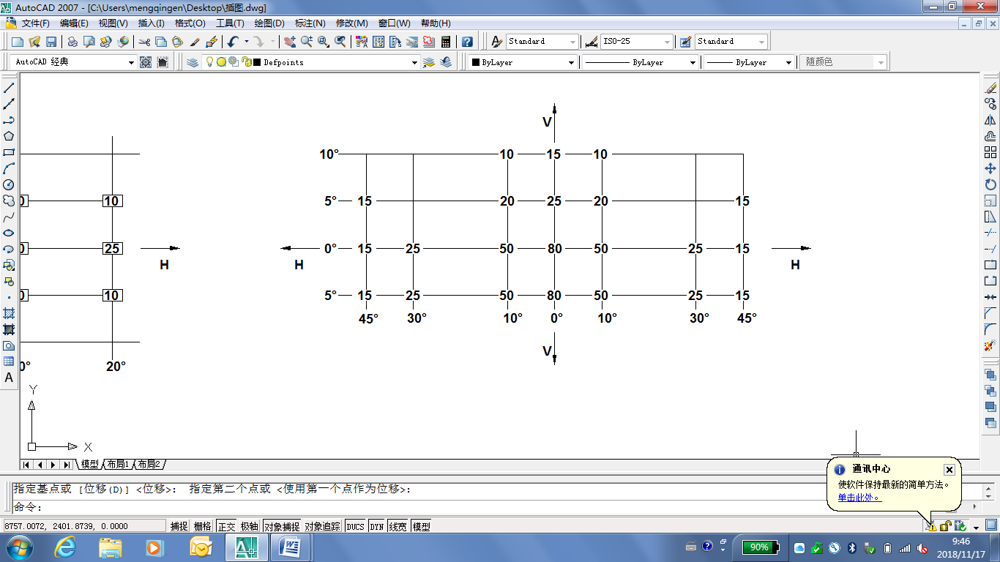 AutoCAD 2007 - [C:\Users\mengqingen\Desktop\插图.dwg]
文件(F) 编辑(E) 视图(V) 插入(I) 格式(O) 工具(T) 绘图(D) 标注(N) 修改(M) 窗口(W) 帮助(H)
Standard ISO-25 Standard
AutoCAD 经典 Defpoints ByLayer ByLayer ByLayer 随颜色
V
10° 10 15 10
10 5° 15 20 25 20 15
25 0° 15 25 50 80 50 25 15
H H H
10 5° 15 25 50 80 50 25 15
45° 30° 10° 0° 10° 30° 45°
V
0° 20°
A
Y
X
模型 布局1 布局2
通讯中心
使软件保持最新的简单方法。
单击此处。
指定基点或 [位移(D)] <位移>: 指定第二个点或 <使用第一个点作为位移>:
命令:
8757.0072, 2401.8739, 0.0000 捕捉 栅格 正交 极轴 对象捕捉 对象追踪 DUCS DYN 线宽 模型
90% 9:46
2018/11/17